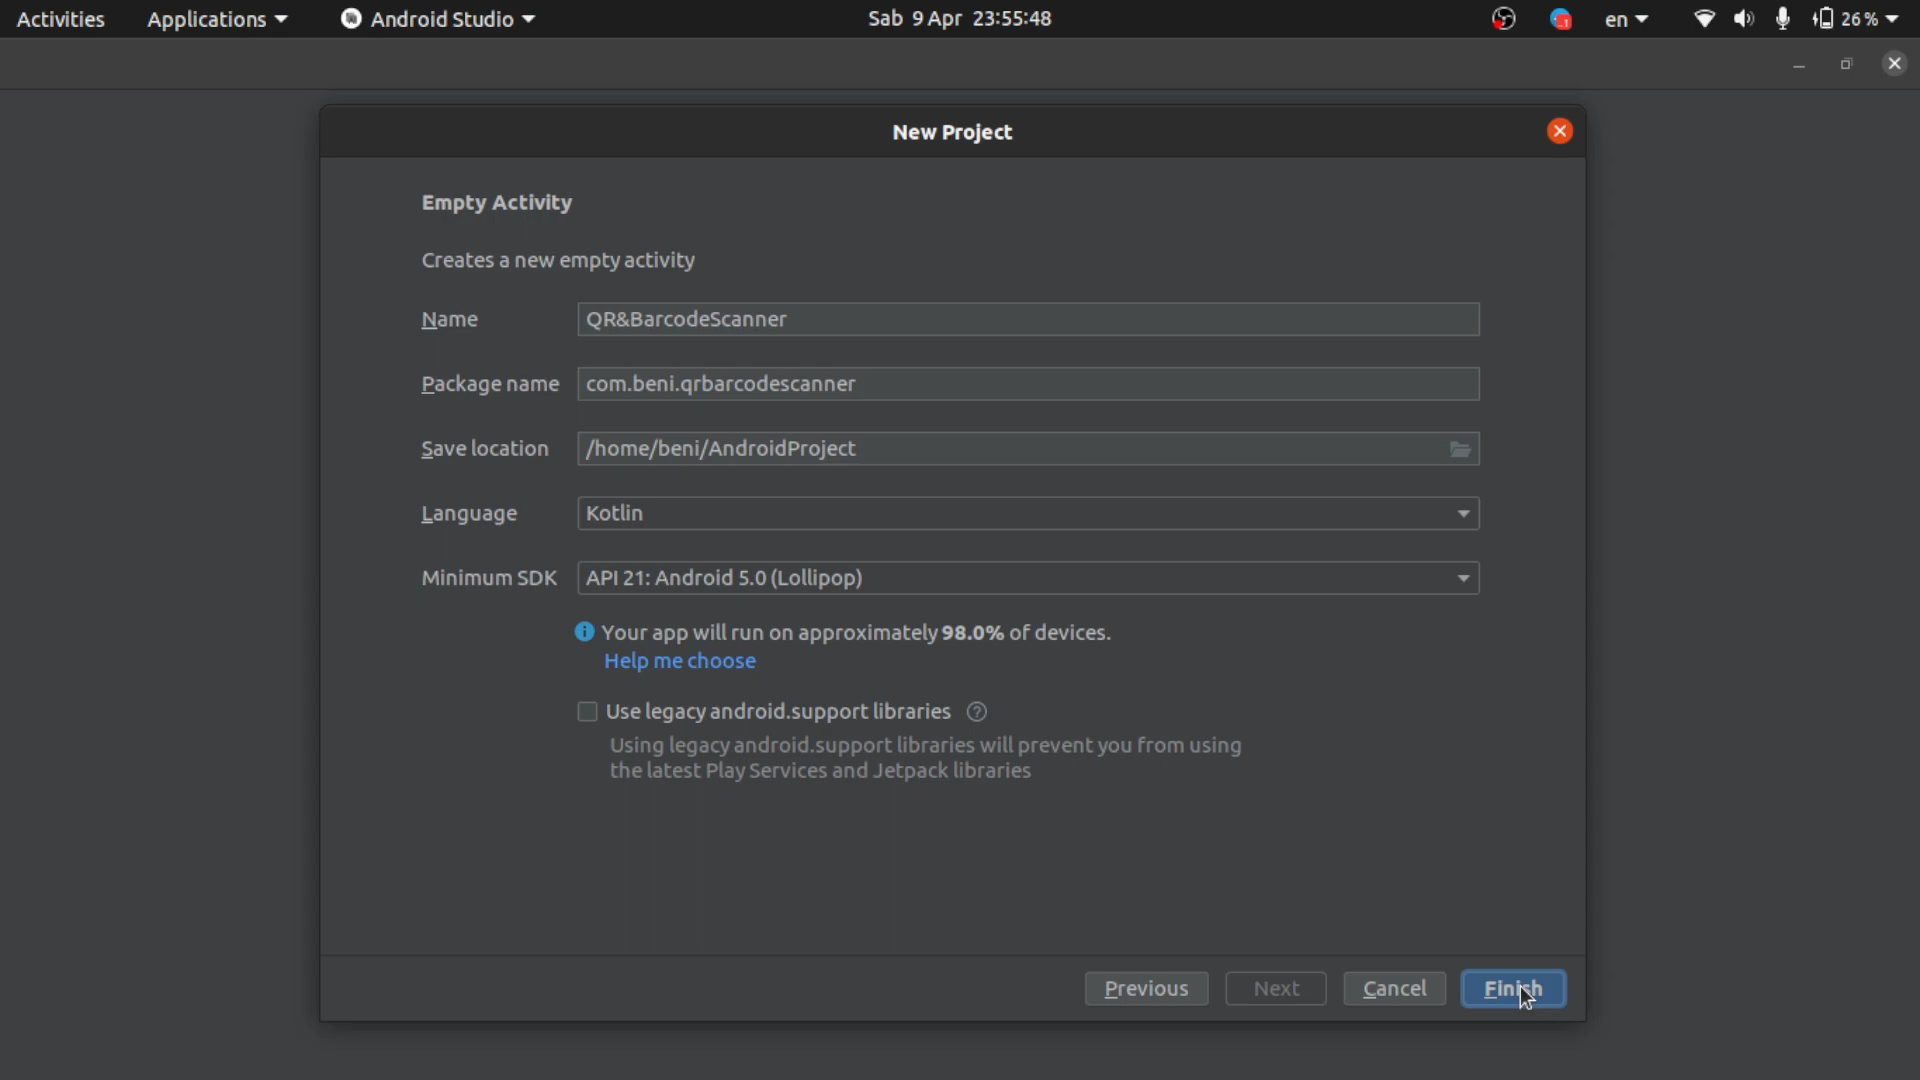 Activities Applications Android Studio Sab 9 Apr 23:55:48 1 en 26%
New Project
Empty Activity
Creates a new empty activity
Name QR&BarcodeScanner
Package name com.beni.qrbarcodescanner
Save location /home/beni/AndroidProject
Language Kotlin
Minimum SDK API 21: Android 5.0 (Lollipop)
Your app will run on approximately 98.0% of devices.
Help me choose
Use legacy android.support libraries
Using legacy android.support libraries will prevent you from using
the latest Play Services and Jetpack libraries
Previous Next Cancel Finish